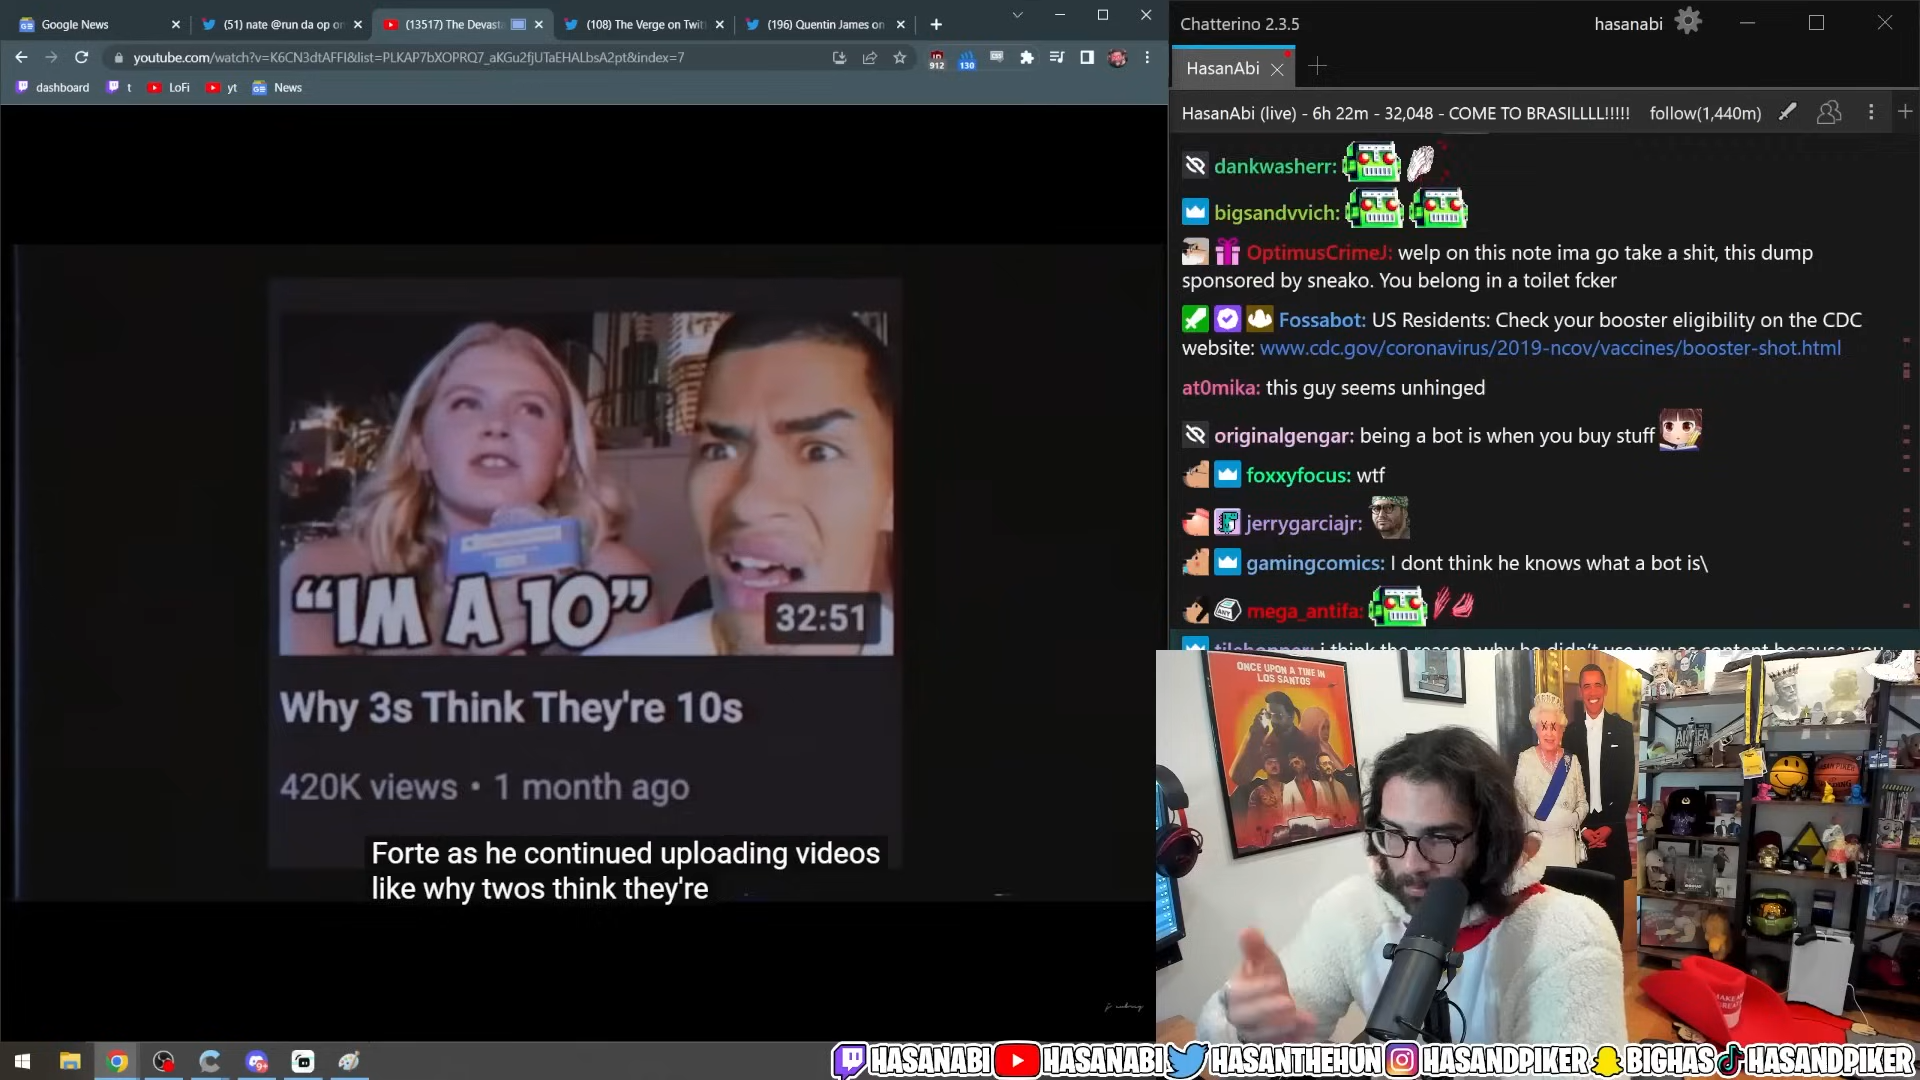 Google News
(51) nate @run da op on
(13517) The Devasta
(108) The Verge on Twitt
(196) Quentin James on
youtube.com/watch?v=K6CN3dtAFFI&list=PLKAP7bXOPRQ7_aKGu2fjUTaEHALbsA2pt&index=7
912
130
dashboard
t
LoFi
yt
News
"IM A 10"
32:51
Why 3s Think They're 10s
420K views • 1 month ago
Forte as he continued uploading videos
like why twos think they're
Chatterino 2.3.5
hasanabi
HasanAbi
HasanAbi (live) - 6h 22m - 32,048 - COME TO BRASILLLL!!!!!
follow(1,440m)
dankwasherr:
bigsandvvich:
OptimusCrimeJ: welp on this note ima go take a shit, this dump
sponsored by sneako. You belong in a toilet fcker
Fossabot: US Residents: Check your booster eligibility on the CDC
website: www.cdc.gov/coronavirus/2019-ncov/vaccines/booster-shot.html
at0mika: this guy seems unhinged
originalgengar: being a bot is when you buy stuff
foxxyfocus: wtf
jerrygarciajr:
gamingcomics: I dont think he knows what a bot is\
mega_antifa:
ONCE UPON A TIME IN
LOS SANTOS
HASANABI
HASANABI
HASANTHEHUN
HASANDPIKER
BIGHAS
HASANDPIKER